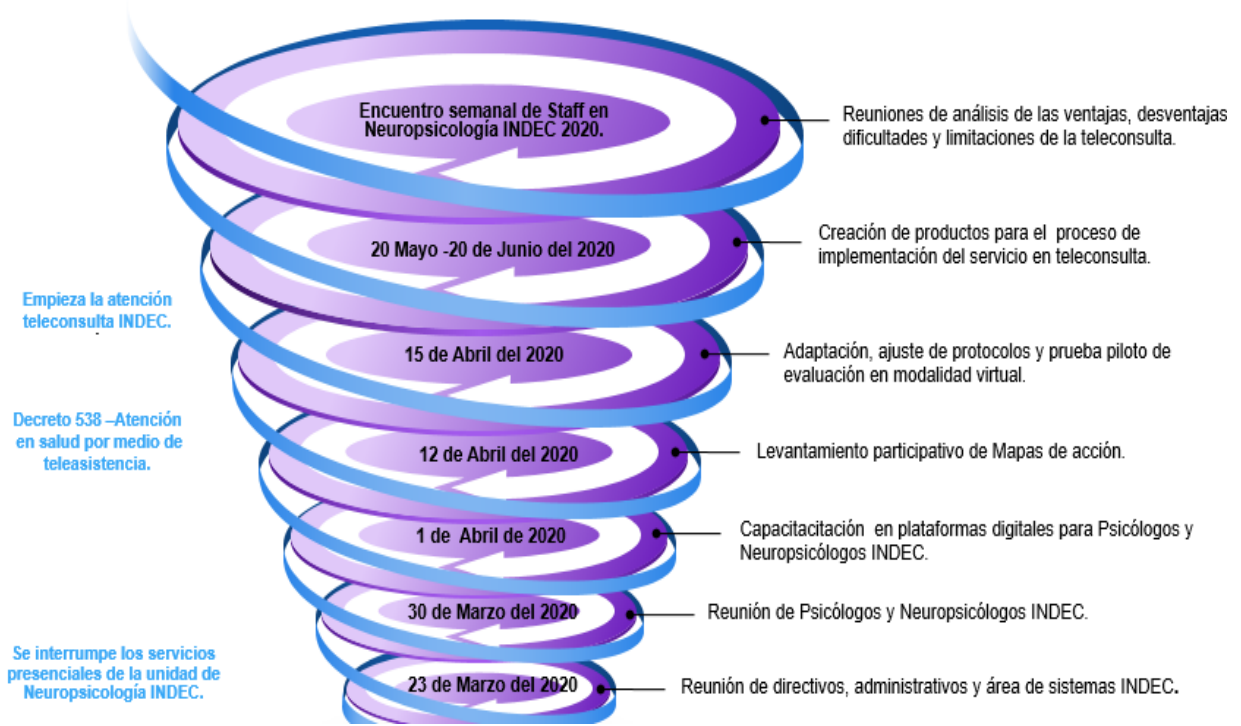 Encuentro semanal de Staff en
Neuropsicología INDEC 2020.
Reuniones de análisis de las ventajas, desventajas
dificultades y limitaciones de la teleconsulta.
20 Mayo -20 de Junio del 2020
Creación de productos para el proceso de
implementación del servicio en teleconsulta.
Empieza la atención
teleconsulta INDEC.
15 de Abril del 2020
Adaptación, ajuste de protocolos y prueba piloto de
evaluación en modalidad virtual.
Decreto 538 –Atención
en salud por medio de
teleasistencia.
12 de Abril del 2020
Levantamiento participativo de Mapas de acción.
1 de Abril de 2020
Capacitacitación en plataformas digitales para Psicólogos y
Neuropsicólogos INDEC.
30 de Marzo del 2020
Reunión de Psicólogos y Neuropsicólogos INDEC.
Se interrumpe los servicios
presenciales de la unidad de
Neuropsicología INDEC.
23 de Marzo del 2020
Reunión de directivos, administrativos y área de sistemas INDEC.